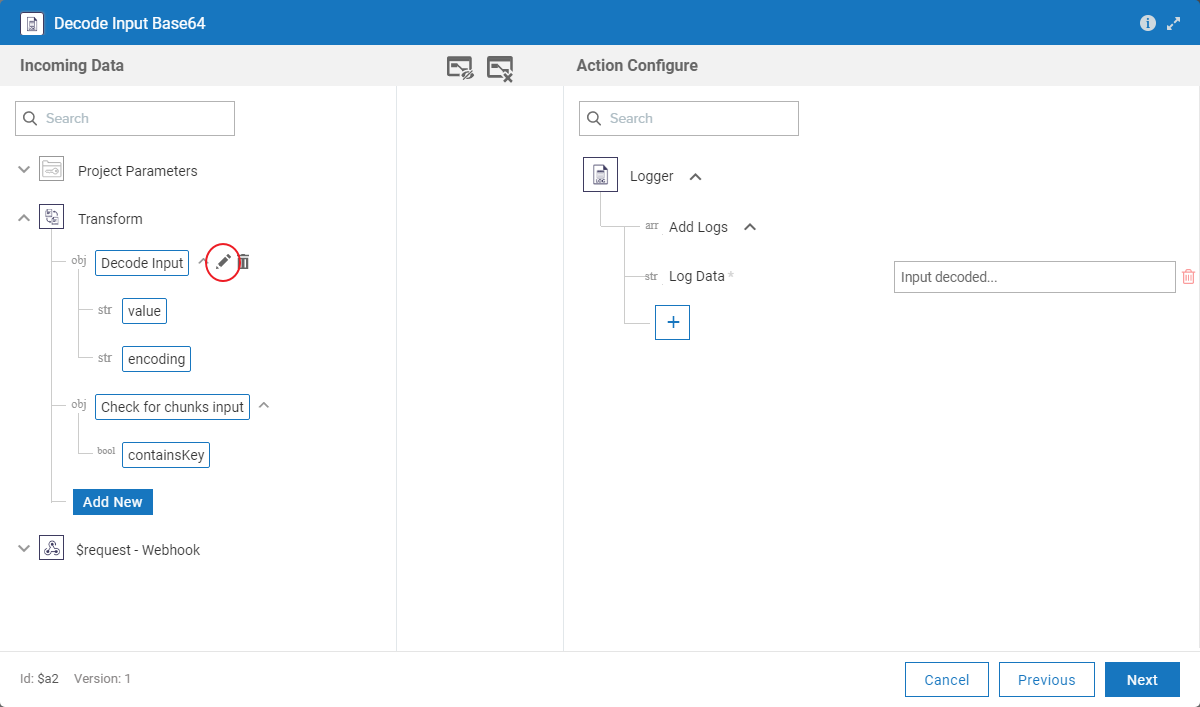 Decode Input Base64
Incoming Data
Action Configure
Search
Search
Project Parameters
Logger
Transform
arr Add Logs
obj Decode Input
str Log Data *
Input decoded...
str value
+
str encoding
obj Check for chunks input
bool containsKey
Add New
$request - Webhook
Id: $a2 Version: 1
Cancel
Previous
Next